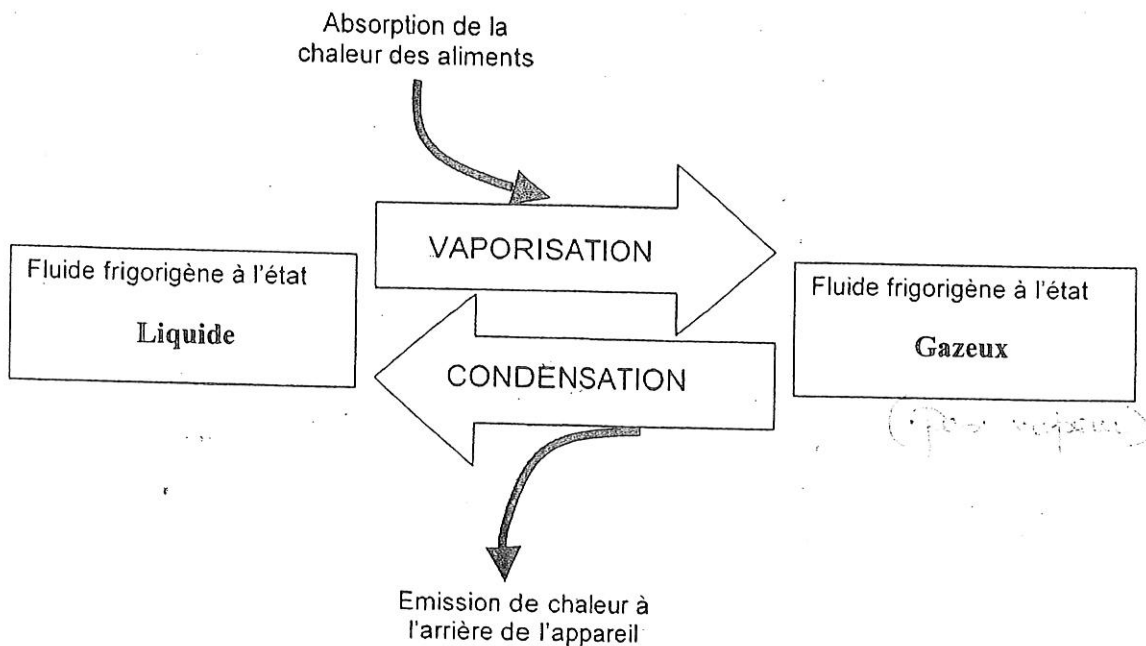 Absorption de la
chaleur des aliments
VAPORISATION
Fluide frigorigène à l'état
Liquide
Fluide frigorigène à l'état
Gazeux
CONDENSATION
Emission de chaleur à
l'arrière de l'appareil